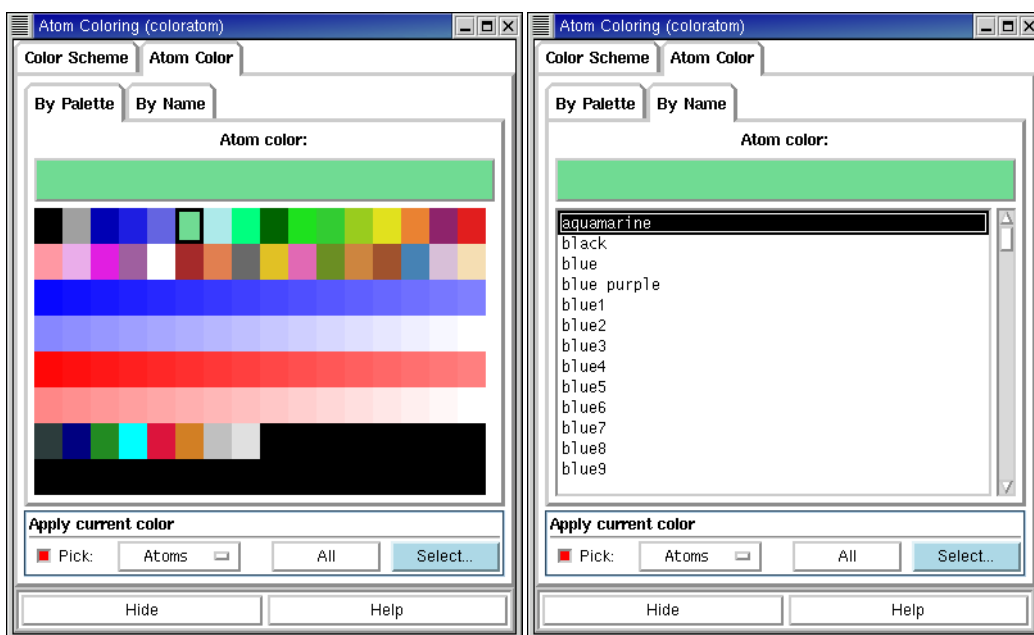 Atom Coloring (coloratom)
Color Scheme Atom Color
By Palette By Name
Atom color:
Apply current color
Pick: Atoms All Select...
Hide Help
Atom Coloring (coloratom)
Color Scheme Atom Color
By Palette By Name
Atom color:
aquamarine
black
blue
blue purple
blue1
blue2
blue3
blue4
blue5
blue6
blue7
blue8
blue9
Apply current color
Pick: Atoms All Select...
Hide Help